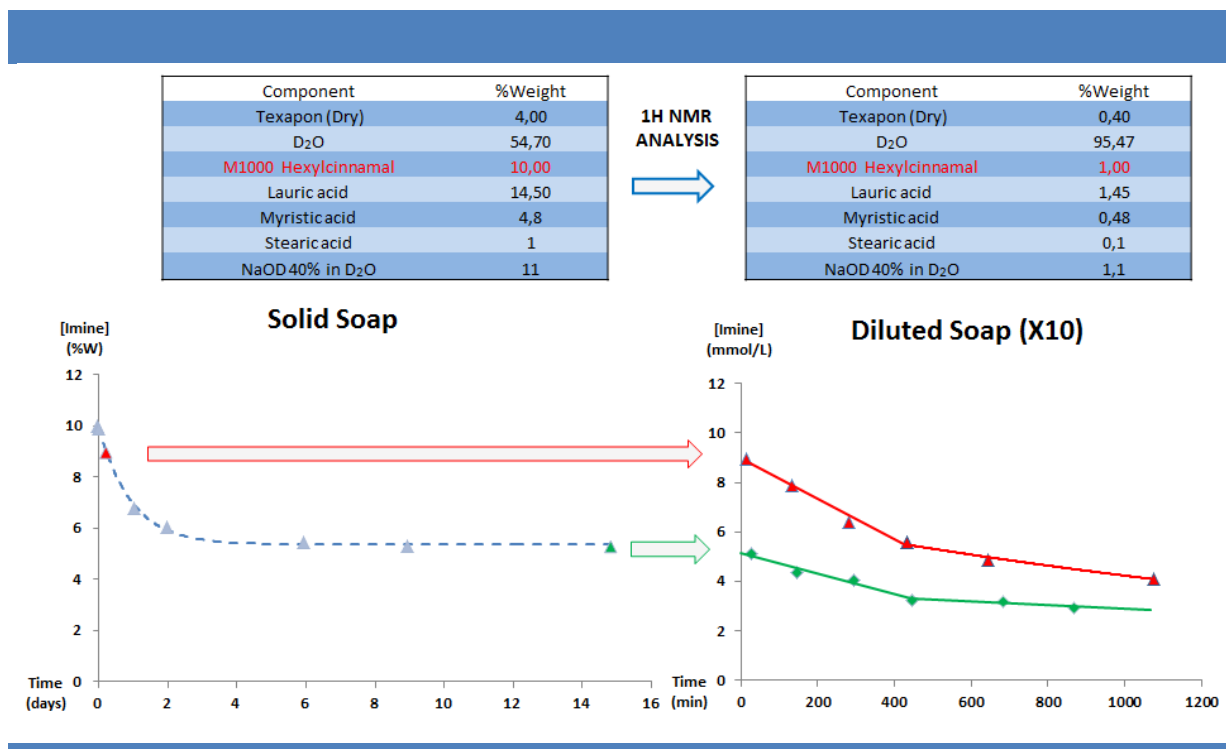 Component %Weight
Texapon (Dry) 4,00
D2O 54,70
M1000 Hexylcinnamal 10,00
Lauric acid 14,50
Myristic acid 4,8
Stearic acid 1
NaOD 40% in D2O 11
1H NMR
ANALYSIS
Component %Weight
Texapon (Dry) 0,40
D2O 95,47
M1000 Hexylcinnamal 1,00
Lauric acid 1,45
Myristic acid 0,48
Stearic acid 0,1
NaOD 40% in D2O 1,1
Solid Soap
[Imine]
(%W)
12
10
8
6
4
2
0
Time
(days)
0 2 4 6 8 10 12 14 16
Diluted Soap (X10)
[Imine]
(mmol/L)
12
10
8
6
4
2
0
Time
(min)
0 200 400 600 800 1000 1200